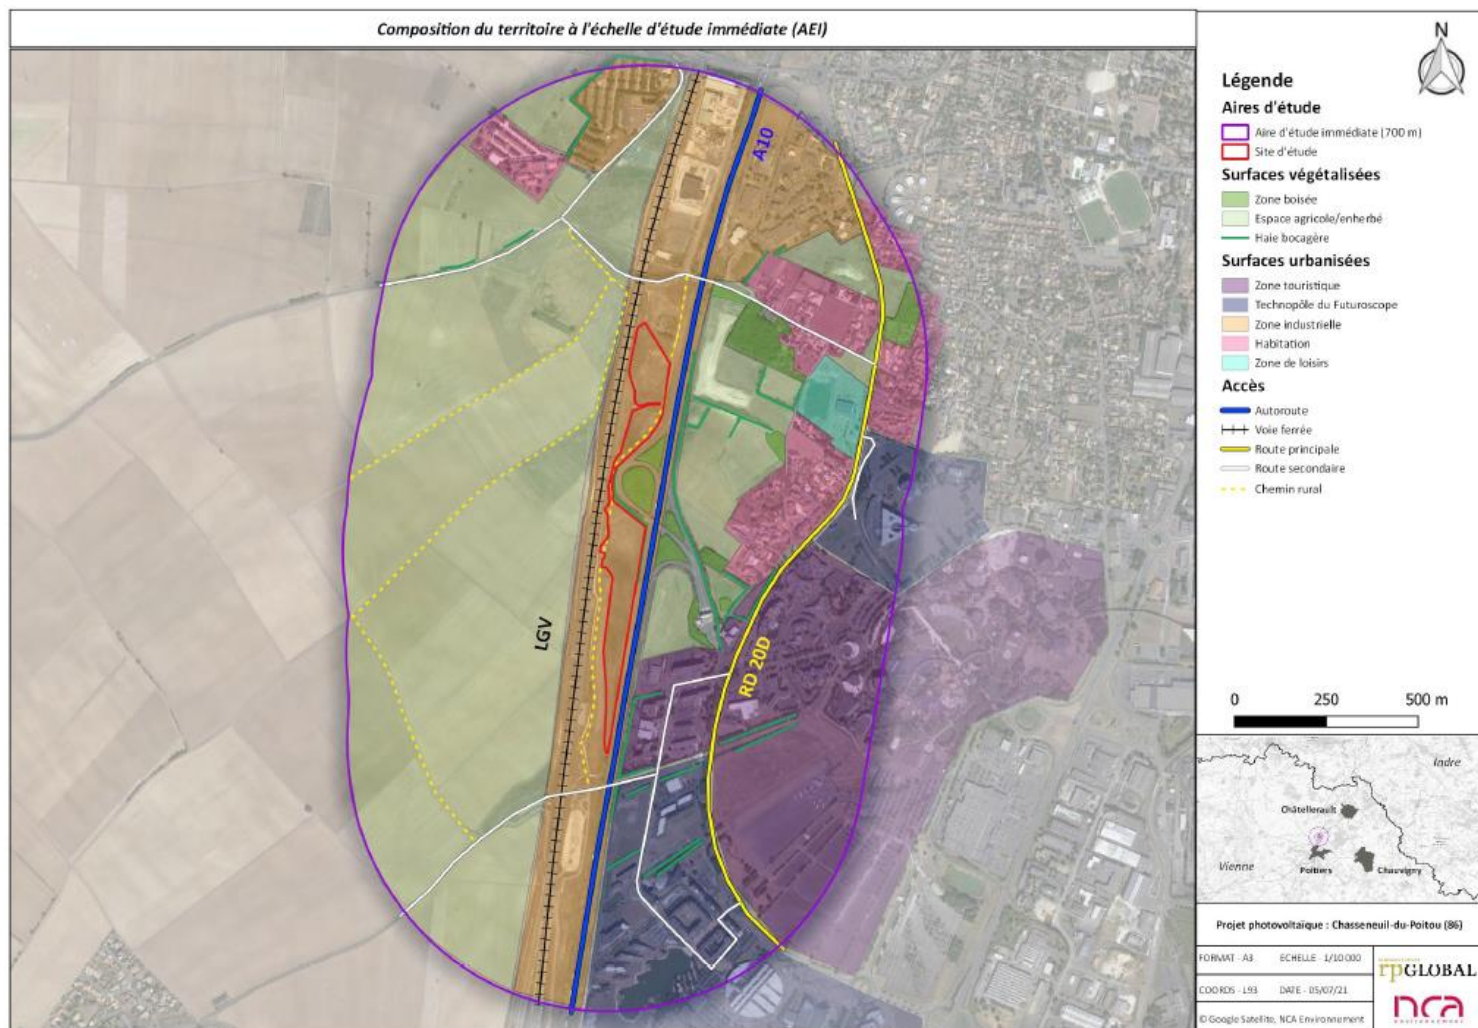 Composition du territoire à l'échelle d'étude immédiate (AEI)
N
A10
LGV
RD 20D
Légende
Aires d'étude
Aire d'étude immédiate (700 m)
Site d'étude
Surfaces végétalisées
Zone boisée
Espace agricole/enherbé
Haie bocagère
Surfaces urbanisées
Zone touristique
Technopôle du Futuroscope
Zone industrielle
Habitation
Zone de loisirs
Accès
Autoroute
Voie ferrée
Route principale
Route secondaire
Chemin rural
0 250 500 m
Indre
Châtellerault
Vienne
Poitiers
Chauvigny
Projet photovoltaïque : Chasseneuil-du-Poitou (86)
FORMAT - A3 ECHELLE - 1/10 000
COORDS - L93 DATE - 05/07/21
© Google Satellite, NCA Environnement
rpGLOBAL
nca
environnement